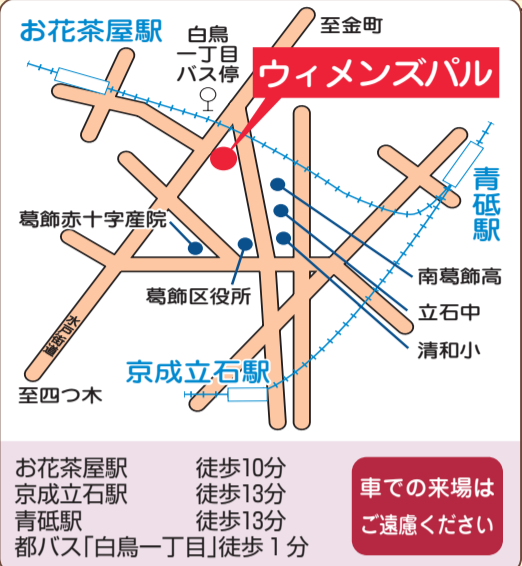 お花茶屋駅
白鳥
一丁目
バス停
至金町
ウィメンズパル
青砥駅
葛飾赤十字産院
葛飾区役所
南葛飾高
立石中
清和小
水戸街道
京成立石駅
至四つ木
お花茶屋駅 徒歩10分
京成立石駅 徒歩13分
青砥駅 徒歩13分
都バス「白鳥一丁目」徒歩1分
車での来場は
ご遠慮ください